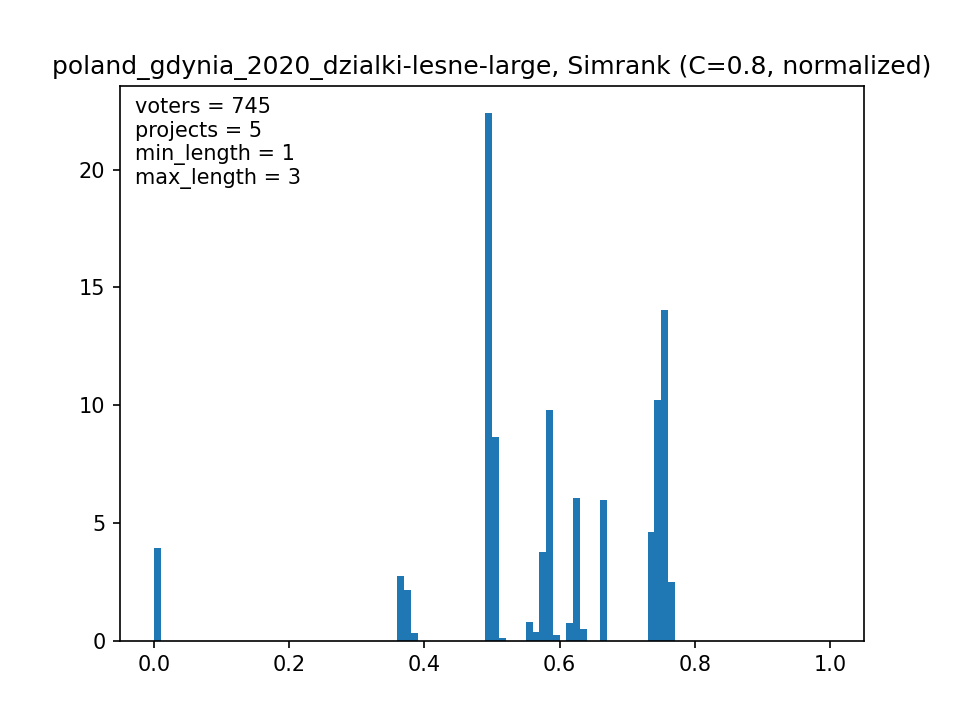 poland_gdynia_2020_dzialki-lesne-large, Simrank (C=0.8, normalized)
voters = 745
projects = 5
min_length = 1
max_length = 3
20
15
10
5
0
0.0 0.2 0.4 0.6 0.8 1.0